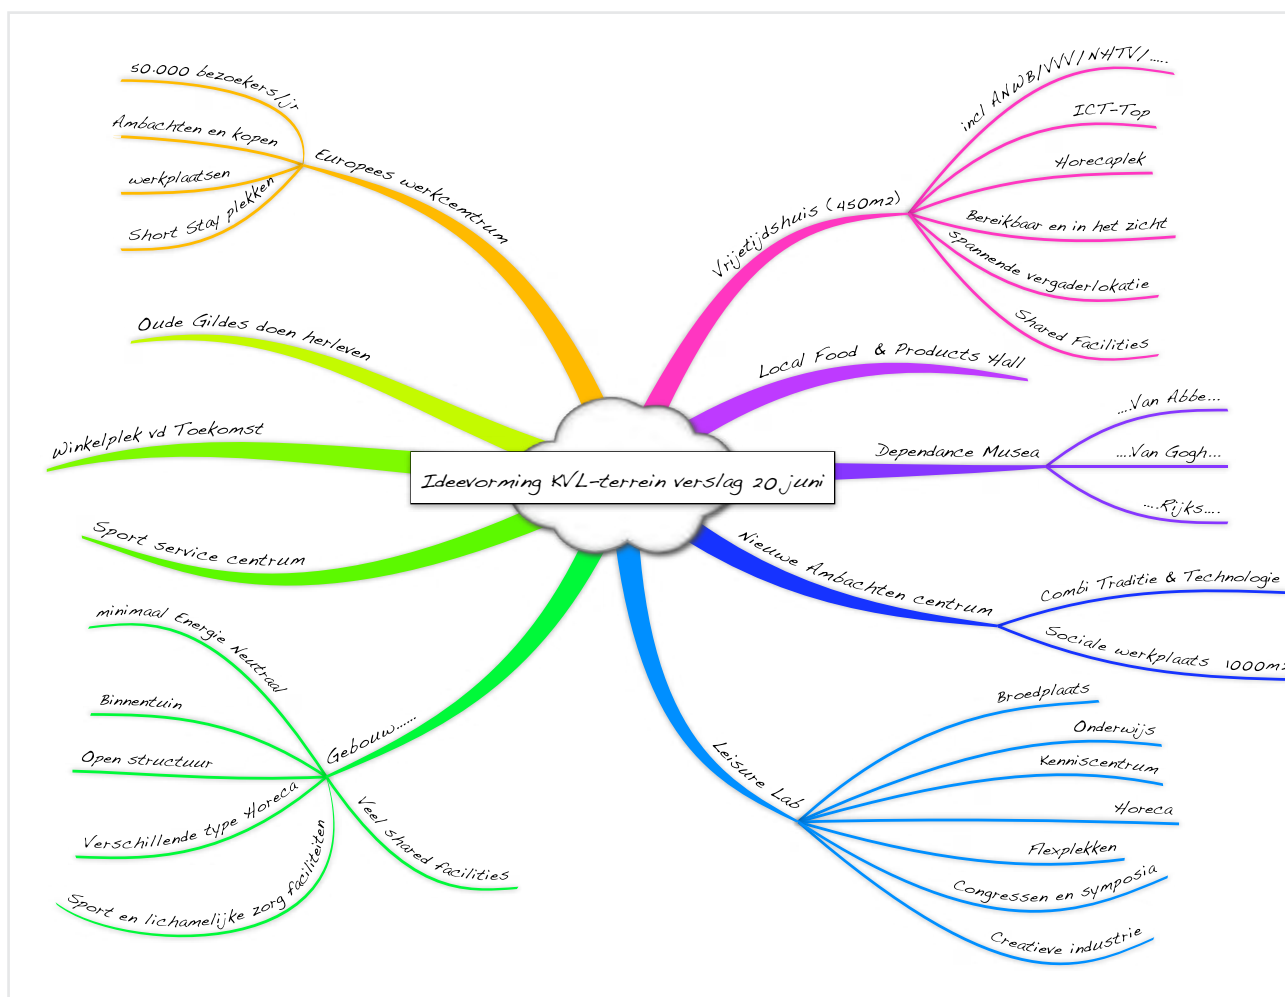 Ideevorming KVL-terrein verslag 20 juni
Vrijetijdshuis (450m2)
incl ANWB/VVV/NHTV/.....
ICT-Top
Horecaplek
Bereikbaar en in het zicht
spannende vergaderlokatie
Shared Facilities
Local Food & Products Hall
Dependance Musea
....Van Abbe...
....Van Gogh...
....Rijks....
Nieuwe Ambachten centrum
Combi Traditie & Technologie
Sociale werkplaats 1000m2
Leisure Lab
Broedplaats
Onderwijs
Kenniscentrum
Horeca
Flexplekken
Congressen en symposia
Creatieve industrie
Gebouw......
minimaal Energie Neutraal
Binnentuin
Open structuur
Verschillende type Horeca
Sport en lichamelijke zorg faciliteiten
Veel shared facilities
Sport service centrum
Winkelplek vd Toekomst
Oude Gildes doen herleven
Europees werkcemtrum
50.000 bezoekers/jr
Ambachten en kopen
werkplaatsen
Short Stay plekken